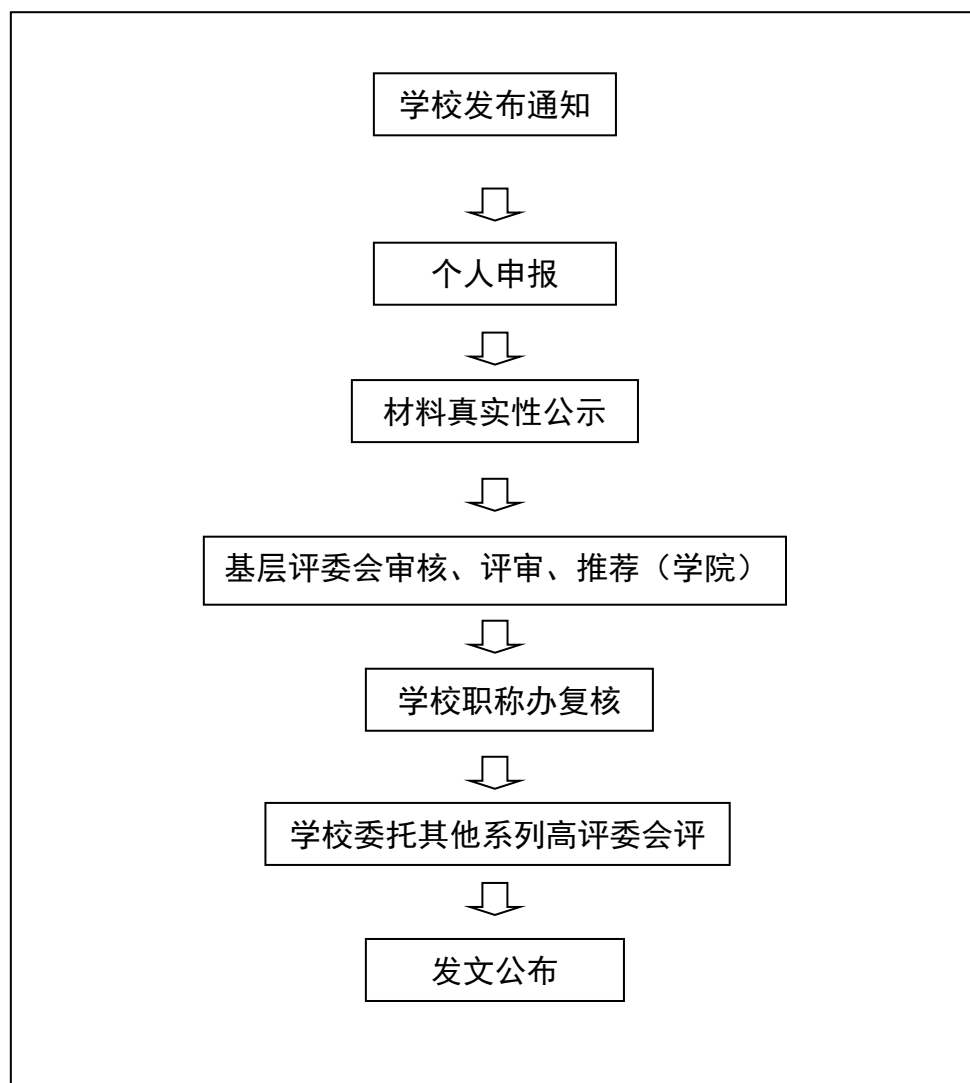 学校发布通知
个人申报
材料真实性公示
基层评委会审核、评审、推荐（学院）
学校职称办复核
学校委托其他系列高评委会评
发文公布